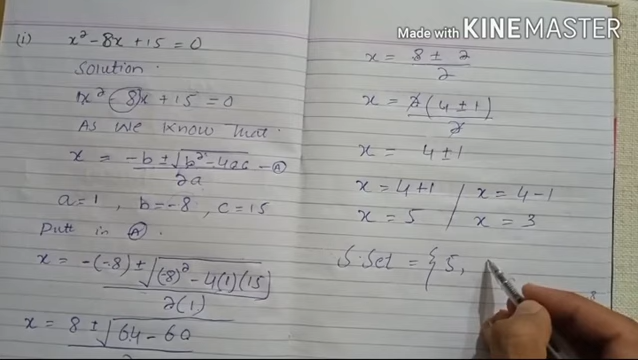 Made with KINEMASTER
(i) x² - 8x + 15 = 0
Solution.
1x² - 8x + 15 = 0
As we know that.
x = -b ± √b² - 4ac / 2a - Ⓐ
a = 1 , b = -8 , c = 15
Putt in Ⓐ.
x = -(-8) ± √(-8)² - 4(1)(15) / 2(1)
x = 8 ± √64 - 60
x = 8 ± 2 / 2
x = 2(4 ± 1) / 2
x = 4 ± 1
x = 4 + 1 / x = 4 - 1
x = 5 / x = 3
S.Set = { 5,